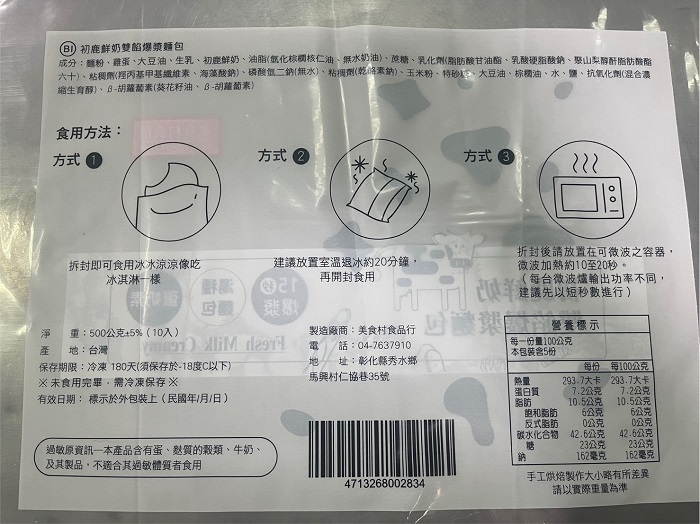 BI 初鹿鮮奶雙餡爆漿麵包
成分：麵粉、雞蛋、大豆油、生乳、初鹿鮮奶、油脂(氫化棕櫚核仁油、無水奶油)、蔗糖、乳化劑(脂肪酸甘油酯、乳酸硬脂酸鈉、聚山梨醇酐脂肪酸酯
六十)、粘稠劑(羥丙基甲基纖維素、海藻酸鈉)、磷酸氫二鈉(無水)、粘稠劑(乾酪素鈉)、玉米粉、特砂糖、大豆油、棕櫚油、水、鹽、抗氧化劑(混合濃
縮生育醇)、β-胡蘿蔔素(葵花籽油、β-胡蘿蔔素)
食用方法：
方式 1
方式 2
方式 3
拆封即可食用冰冰涼涼像吃
冰淇淋一樣
建議放置室溫退冰約20分鐘，
再開封食用
折封後請放置在可微波之容器，
微波加熱約10至20秒。
（每台微波爐輸出功率不同，
建議先以短秒數進行）
15秒
爆漿
湯種
麵包
Fresh Milk Creamy
淨　重：500公克±5%（10入）
產　地：台灣
保存期限：冷凍 180天(須保存於-18度C以下)
※ 未食用完畢，需冷凍保存 ※
有效日期： 標示於外包裝上（民國年/月/日）
製造廠商：美食村食品行
電　話：04-7637910
地　址：彰化縣秀水鄉
馬興村仁協巷35號
營養標示
每一份量100公克
本包裝含5份
每份 每100公克
熱量 293.7大卡 293.7大卡
蛋白質 7.2公克 7.2公克
脂肪 10.5公克 10.5公克
飽和脂肪 6公克 6公克
反式脂肪 0公克 0公克
碳水化合物 42.6公克 42.6公克
糖 23公克 23公克
鈉 162毫克 162毫克
過敏原資訊一本產品含有蛋、麩質的穀類、牛奶、
及其製品，不適合其過敏體質者食用
4713268002834
手工烘焙製作大小略有所差異
請以實際重量為準